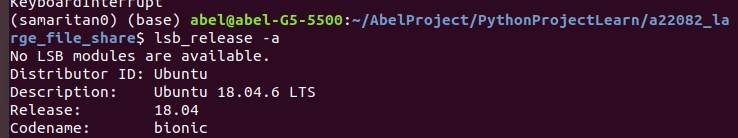 KeyboardInterrupt
(samaritan0) (base) abel@abel-G5-5500:~/AbelProject/PythonProjectLearn/a22082_la
rge_file_share$ lsb_release -a
No LSB modules are available.
Distributor ID: Ubuntu
Description:    Ubuntu 18.04.6 LTS
Release:        18.04
Codename:       bionic